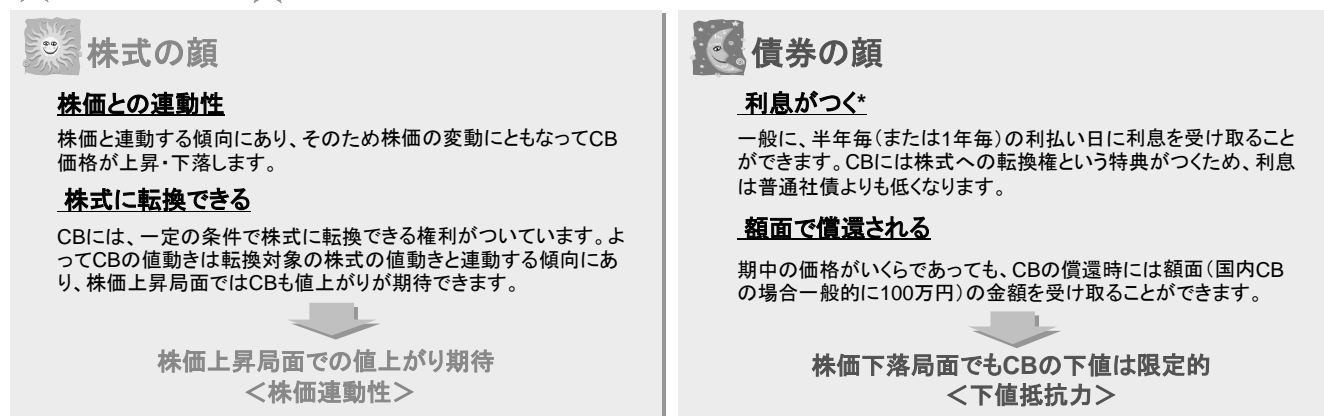 株式の顔
株価との連動性
株価と連動する傾向にあり、そのため株価の変動にともなってCB
価格が上昇・下落します。
株式に転換できる
CBには、一定の条件で株式に転換できる権利がついています。よ
ってCBの値動きは転換対象の株式の値動きと連動する傾向にあ
り、株価上昇局面ではCBも値上がりが期待できます。
株価上昇局面での値上がり期待
＜株価連動性＞
債券の顔
利息がつく*
一般に、半年毎（または1年毎）の利払い日に利息を受け取ること
ができます。CBには株式への転換権という特典がつくため、利息
は普通社債よりも低くなります。
額面で償還される
期中の価格がいくらであっても、CBの償還時には額面（国内CB
の場合一般的に100万円）の金額を受け取ることができます。
株価下落局面でもCBの下値は限定的
＜下値抵抗力＞